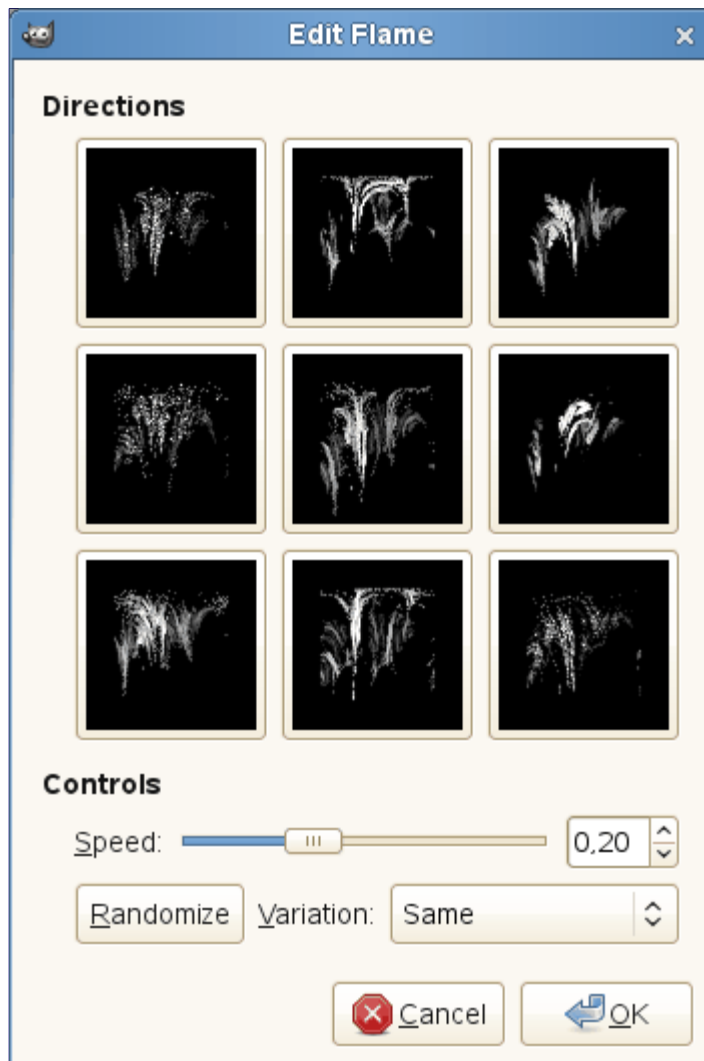 Edit Flame
Directions
Controls
Speed: 0,20
Randomize Variation: Same
Cancel OK